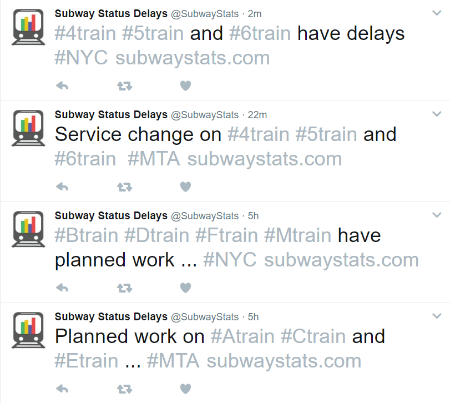 Subway Status Delays @SubwayStats · 2m
#4train #5train and #6train have delays
#NYC subwaystats.com
Subway Status Delays @SubwayStats · 22m
Service change on #4train #5train and
#6train #MTA subwaystats.com
Subway Status Delays @SubwayStats · 5h
#Btrain #Dtrain #Ftrain #Mtrain have
planned work ... #NYC subwaystats.com
Subway Status Delays @SubwayStats · 5h
Planned work on #Atrain #Ctrain and
#Etrain ... #MTA subwaystats.com